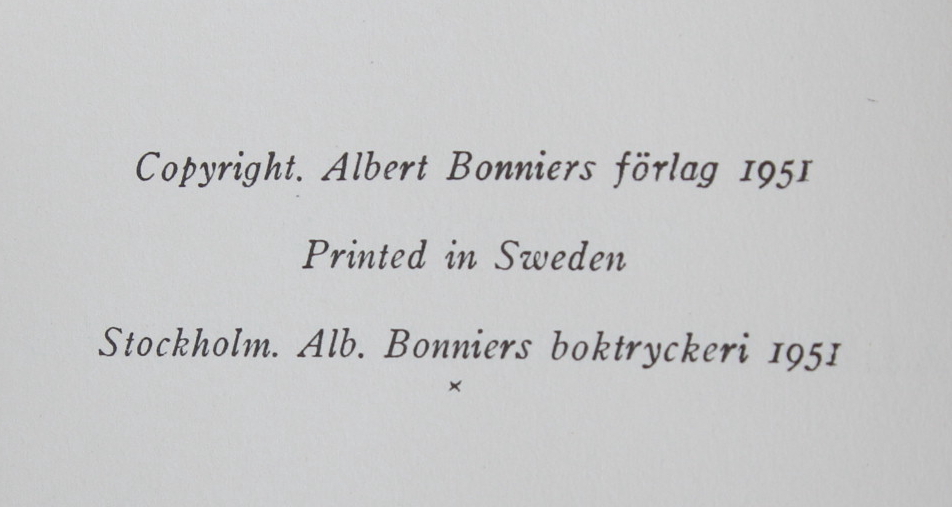 Copyright. Albert Bonniers förlag 1951
Printed in Sweden
Stockholm. Alb. Bonniers boktryckeri 1951
×